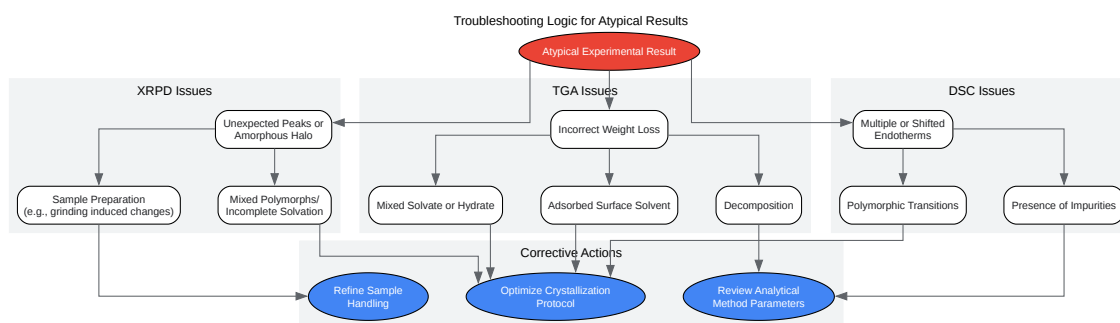 Troubleshooting Logic for Atypical Results
Atypical Experimental Result
XRPD Issues
TGA Issues
DSC Issues
Unexpected Peaks or
Amorphous Halo
Incorrect Weight Loss
Multiple or Shifted
Endotherms
Sample Preparation
(e.g., grinding induced changes)
Mixed Polymorphs/
Incomplete Solvation
Mixed Solvate or Hydrate
Adsorbed Surface Solvent
Decomposition
Polymorphic Transitions
Presence of Impurities
Corrective Actions
Refine Sample
Handling
Optimize Crystallization
Protocol
Review Analytical
Method Parameters